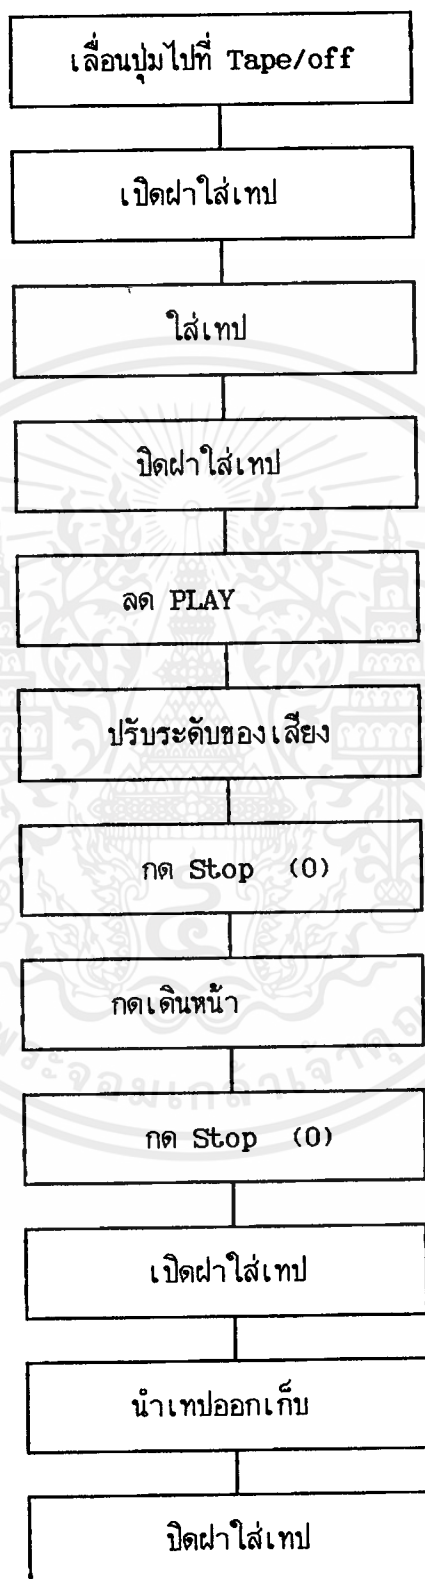 เลื่อนปุ่มไปที่ Tape/off
เปิดฝาใส่เทป
ใส่เทป
ปิดฝาใส่เทป
ลด PLAY
ปรับระดับของเสียง
กด Stop (0)
กดเดินหน้า
กด Stop (0)
เปิดฝาใส่เทป
นำเทปออกเก็บ
ปิดฝาใส่เทป